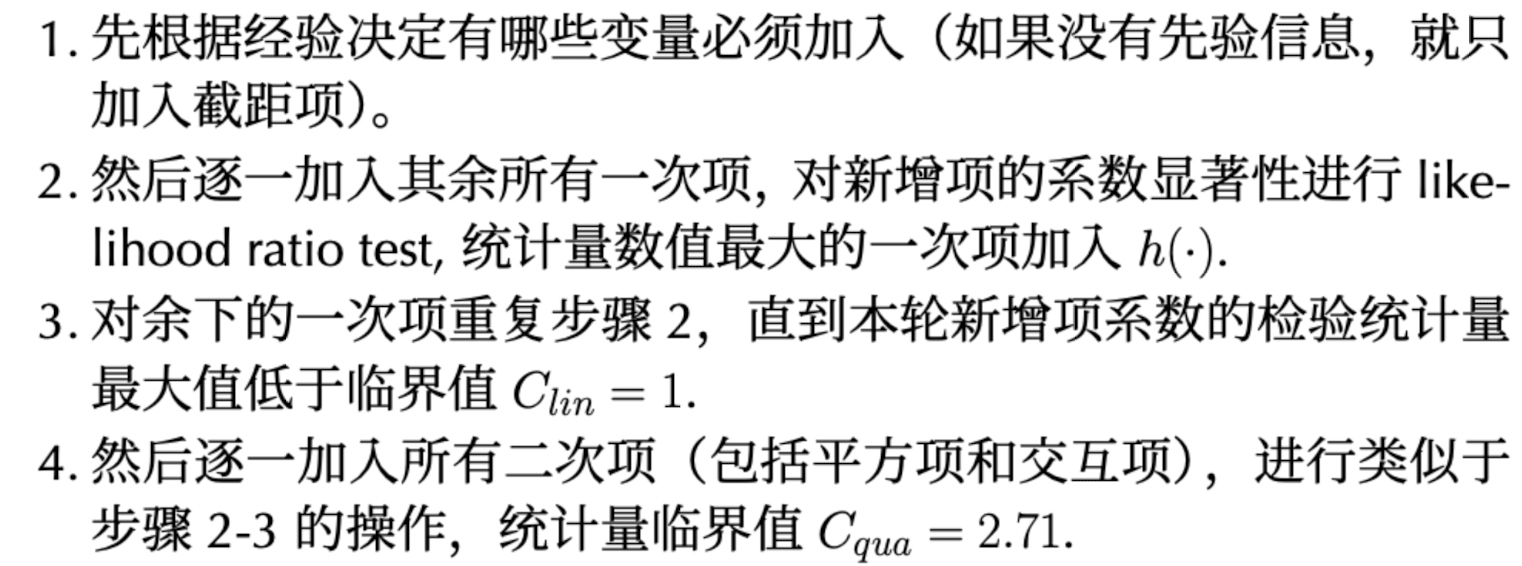 1. 先根据经验决定有哪些变量必须加入（如果没有先验信息，就只
加入截距项）。
2. 然后逐一加入其余所有一次项, 对新增项的系数显著性进行 like-
lihood ratio test, 统计量数值最大的一次项加入 h(·).
3. 对余下的一次项重复步骤 2，直到本轮新增项系数的检验统计量
最大值低于临界值 C_{lin} = 1.
4. 然后逐一加入所有二次项（包括平方项和交互项），进行类似于
步骤 2-3 的操作，统计量临界值 C_{qua} = 2.71.